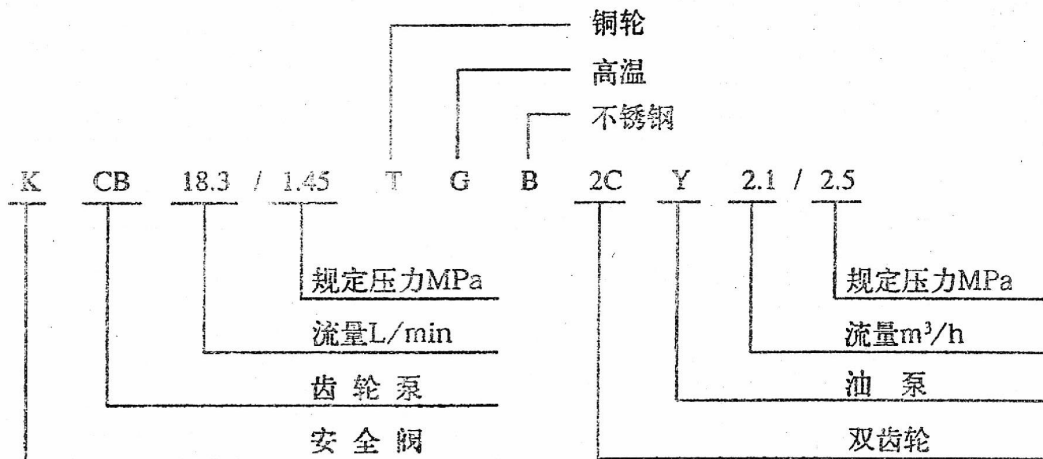 铜轮
高温
不锈钢
K CB 18.3 / 1.45 T G B 2C Y 2.1 / 2.5
规定压力MPa 规定压力MPa
流量L/min 流量m³/h
齿轮泵 油泵
安全阀 双齿轮